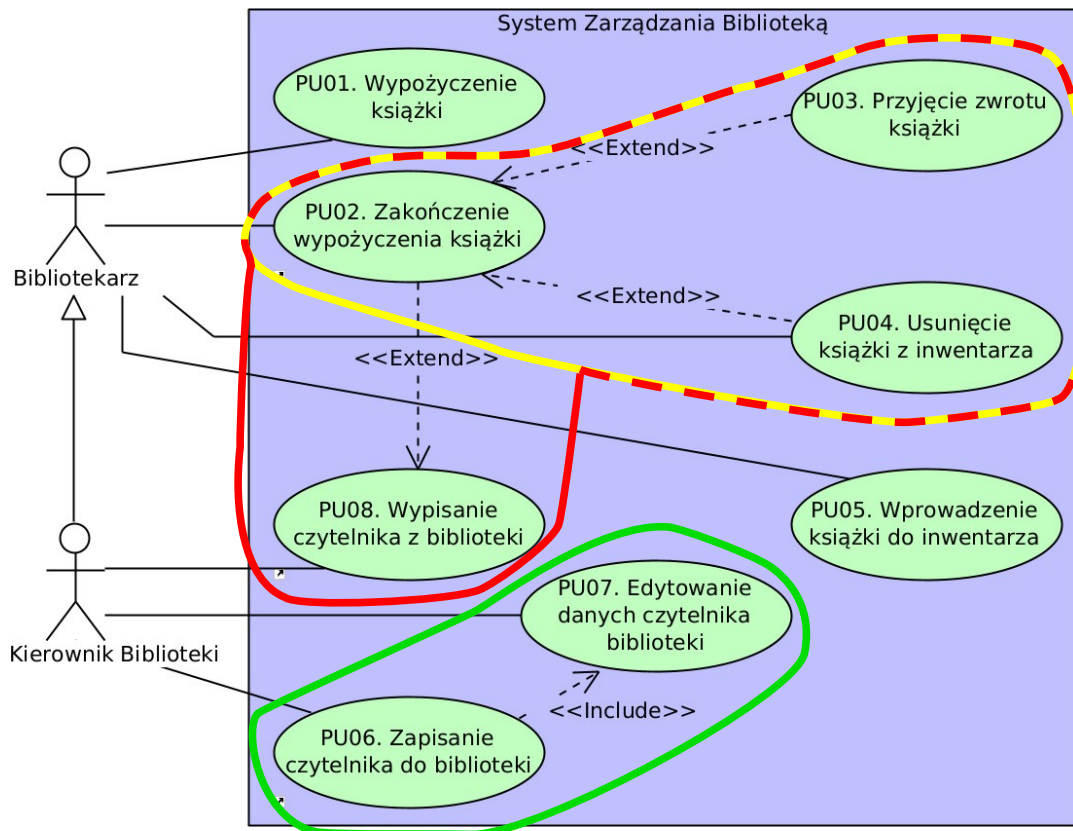 System Zarządzania Biblioteką
PU01. Wypożyczenie
książki
PU03. Przyjęcie zwrotu
książki
<<Extend>>
PU02. Zakończenie
wypożyczenia książki
Bibliotekarz
<<Extend>>
PU04. Usunięcie
książki z inwentarza
<<Extend>>
PU08. Wypisanie
czytelnika z biblioteki
PU05. Wprowadzenie
książki do inwentarza
PU07. Edytowanie
danych czytelnika
biblioteki
Kierownik Biblioteki
<<Include>>
PU06. Zapisanie
czytelnika do biblioteki